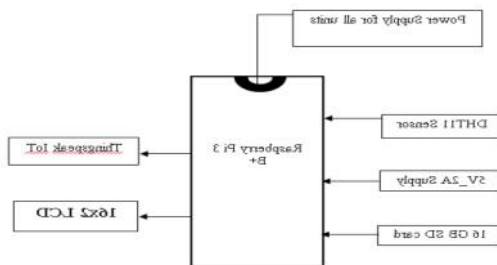 Power Supply for all units
DHT11 Sensor
Raspberry Pi 3
B+
Thingspeak IoT
5V_2A Supply
16x2 LCD
16 GB SD card